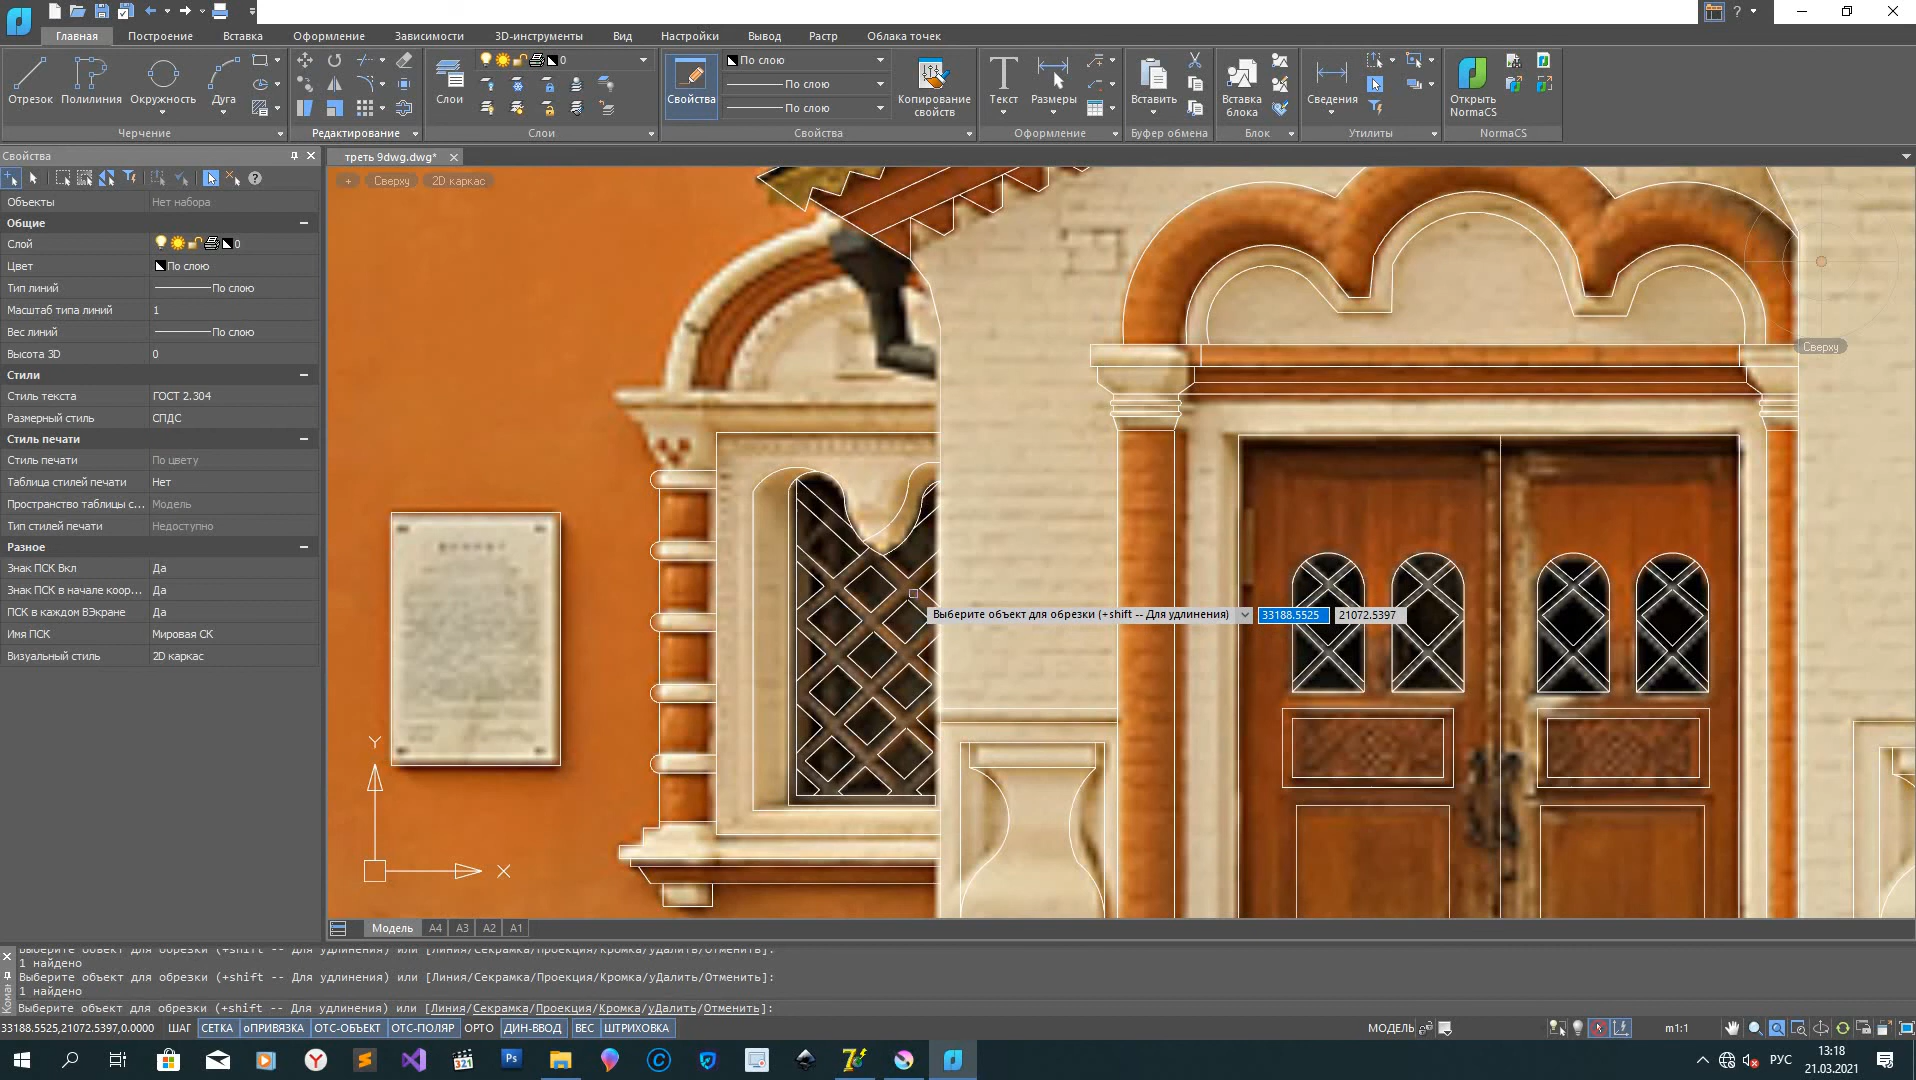 Главная Построение Вставка Оформление Зависимости 3D-инструменты Вид Настройки Вывод Растр Облака точек
Отрезок Полилиния Окружность Дуга
Слои
0
Свойства
По слою
По слою
По слою
Копирование свойств
Текст Размеры
Вставить
Вставка блока
Сведения
Открыть NormaCS
Черчение Редактирование Слои Свойства Оформление Буфер обмена Блок Утилиты NormaCS
Свойства
треть 9dwg.dwg*
+ Сверху 2D каркас
Объекты Нет набора
Общие
Слой 0
Цвет По слою
Тип линий По слою
Масштаб типа линий 1
Вес линий По слою
Высота 3D 0
Стили
Стиль текста ГОСТ 2.304
Размерный стиль СПДС
Стиль печати
Стиль печати По цвету
Таблица стилей печати Нет
Пространство таблицы с... Модель
Тип стилей печати Недоступно
Разное
Знак ПСК Вкл Да
Знак ПСК в начале коор... Да
ПСК в каждом ВЭкране Да
Имя ПСК Мировая СК
Визуальный стиль 2D каркас
Сверху
Выберите объект для обрезки (+shift -- Для удлинения) 33188.5525 21072.5397
Y
X
Модель A4 A3 A2 A1
Выберите объект для обрезки (+shift -- Для удлинения) или [Линия/Секрамка/Проекция/Кромка/уДалить/Отменить]:
1 найдено
Выберите объект для обрезки (+shift -- Для удлинения) или [Линия/Секрамка/Проекция/Кромка/уДалить/Отменить]:
1 найдено
Выберите объект для обрезки (+shift -- Для удлинения) или [Линия/Секрамка/Проекция/Кромка/уДалить/Отменить]:
33188.5525,21072.5397,0.0000 ШАГ СЕТКА оПРИВЯЗКА ОТС-ОБЪЕКТ ОТС-ПОЛЯР ОРТО ДИН-ВВОД ВЕС ШТРИХОВКА
МОДЕЛЬ
m1:1
321
Ps
РУС
13:18
21.03.2021